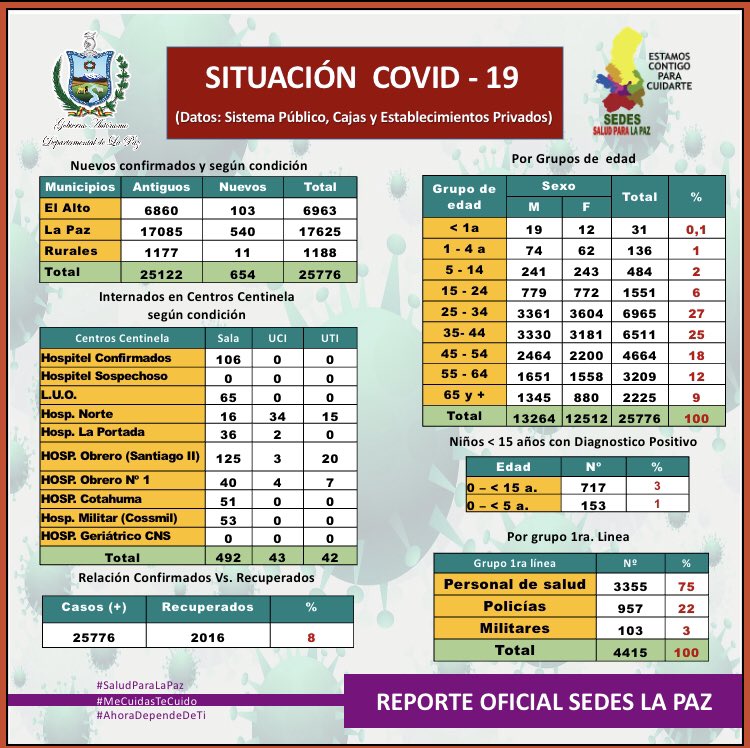 SITUACIÓN COVID - 19
(Datos: Sistema Público, Cajas y Establecimientos Privados)
Gobierno Autónomo
Departamental de La Paz
ESTAMOS
CONTIGO
PARA
CUIDARTE
SEDES
SALUD PARA LA PAZ
Nuevos confirmados y según condición
Municipios Antiguos Nuevos Total
El Alto 6860 103 6963
La Paz 17085 540 17625
Rurales 1177 11 1188
Total 25122 654 25776
Internados en Centros Centinela
según condición
Centros Centinela Sala UCI UTI
Hospitel Confirmados 106 0 0
Hospitel Sospechoso 0 0 0
L.U.O. 65 0 0
Hosp. Norte 16 34 15
Hosp. La Portada 36 2 0
HOSP. Obrero (Santiago II) 125 3 20
HOSP. Obrero Nº 1 40 4 7
HOSP. Cotahuma 51 0 0
Hosp. Militar (Cossmil) 53 0 0
HOSP. Geriátrico CNS 0 0 0
Total 492 43 42
Relación Confirmados Vs. Recuperados
Casos (+) Recuperados %
25776 2016 8
Por Grupos de edad
Grupo de edad Sexo Total %
M F
< 1a 19 12 31 0,1
1 - 4 a 74 62 136 1
5 - 14 241 243 484 2
15 - 24 779 772 1551 6
25 - 34 3361 3604 6965 27
35- 44 3330 3181 6511 25
45 - 54 2464 2200 4664 18
55 - 64 1651 1558 3209 12
65 y + 1345 880 2225 9
Total 13264 12512 25776 100
Niños < 15 años con Diagnostico Positivo
Edad Nº %
0 – < 15 a. 717 3
0 – < 5 a. 153 1
Por grupo 1ra. Linea
Grupo 1ra línea Nº %
Personal de salud 3355 75
Policías 957 22
Militares 103 3
Total 4415 100
#SaludParaLaPaz
#MeCuidasTeCuido
#AhoraDependeDeTi
REPORTE OFICIAL SEDES LA PAZ